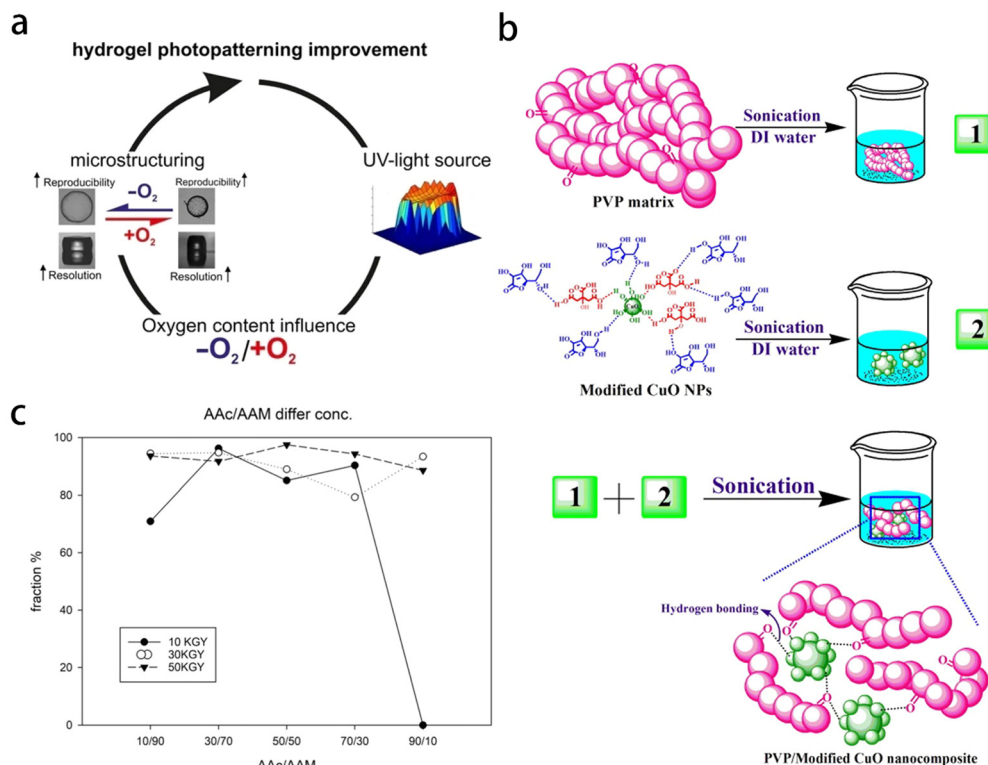 a
hydrogel photopatterning improvement
microstructuring
↑ Reproducibility
Reproducibility ↑
−O₂
+O₂
↑ Resolution
Resolution ↑
UV-light source
Oxygen content influence
−O₂/+O₂
b
O
O
O
O
PVP matrix
Sonication
DI water
1
CuO
Modified CuO NPs
Sonication
DI water
2
1 + 2
Sonication
Hydrogen bonding
O
O
O
O
O
O
PVP/Modified CuO nanocomposite
c
AAc/AAM differ conc.
fraction %
100
80
60
40
20
0
10 KGY
30KGY
50KGY
10/90 30/70 50/50 70/30 90/10
AAc/AAM